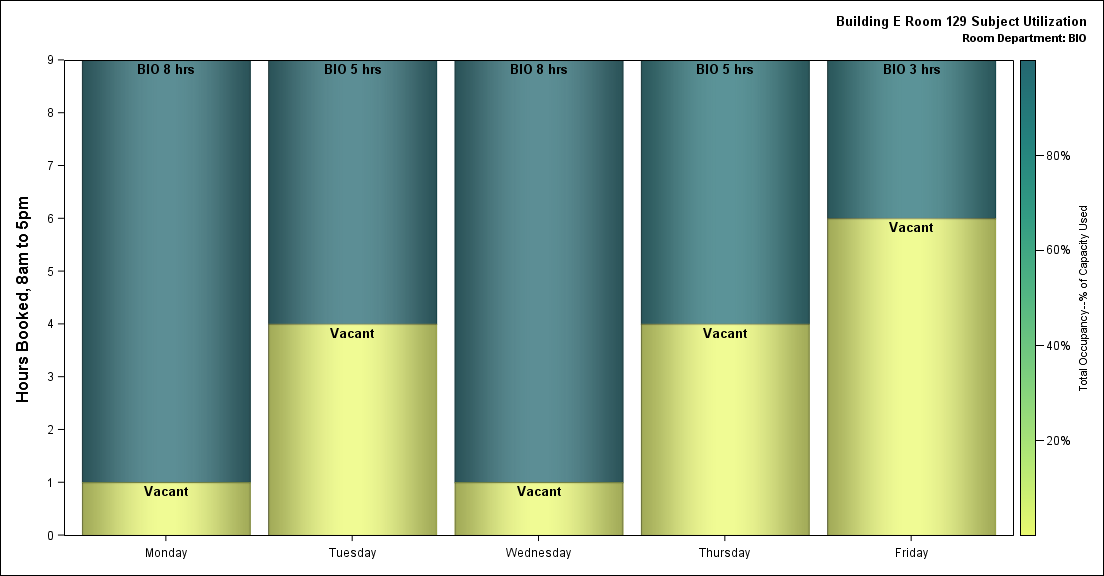 Building E Room 129 Subject Utilization
Room Department: BIO
Hours Booked, 8am to 5pm
9
8
7
6
5
4
3
2
1
0
BIO 8 hrs
BIO 5 hrs
BIO 8 hrs
BIO 5 hrs
BIO 3 hrs
Vacant
Vacant
Vacant
Vacant
Vacant
Monday
Tuesday
Wednesday
Thursday
Friday
80%
60%
40%
20%
Total Occupancy--% of Capacity Used